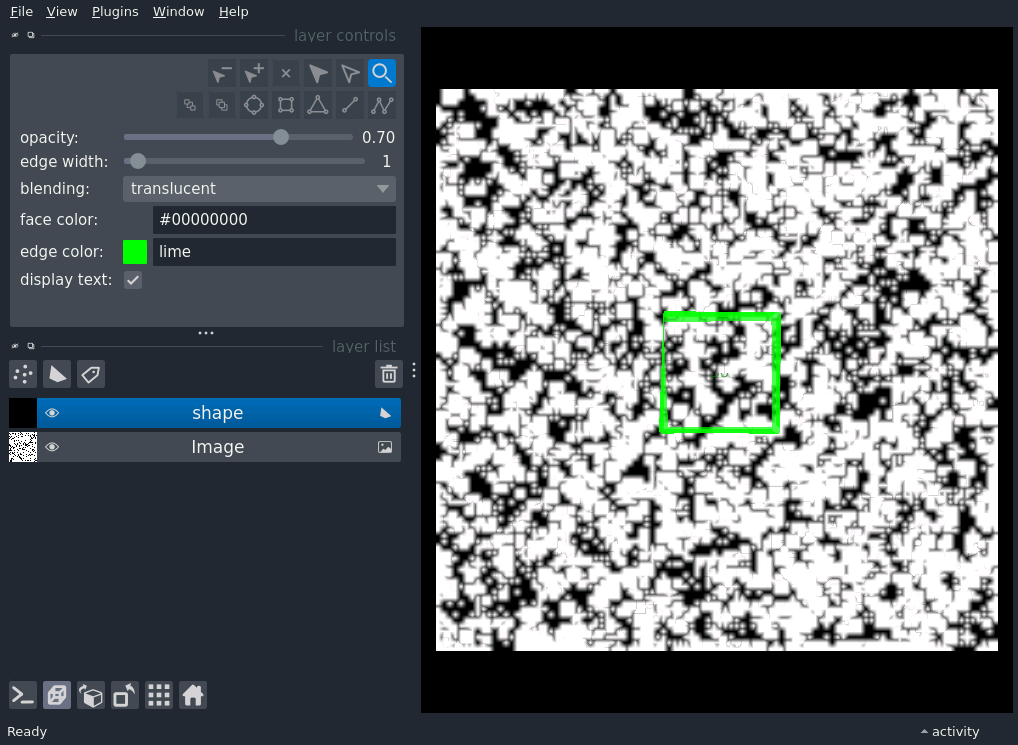 File View Plugins Window Help
layer controls
opacity: 0.70
edge width: 1
blending: translucent
face color: #00000000
edge color: lime
display text:
layer list
shape
Image
Ready
activity